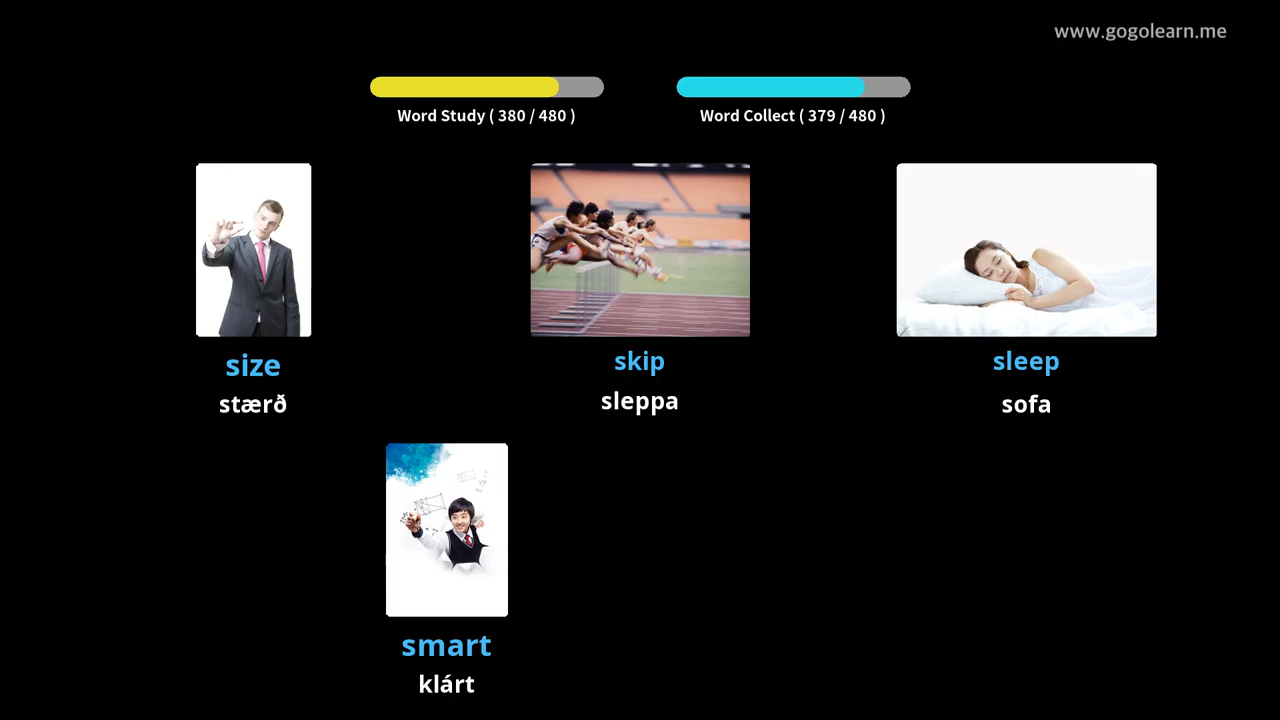 www.gogolearn.me
Word Study ( 380 / 480 )
Word Collect ( 379 / 480 )
size
stærð
skip
sleppa
sleep
sofa
smart
klárt